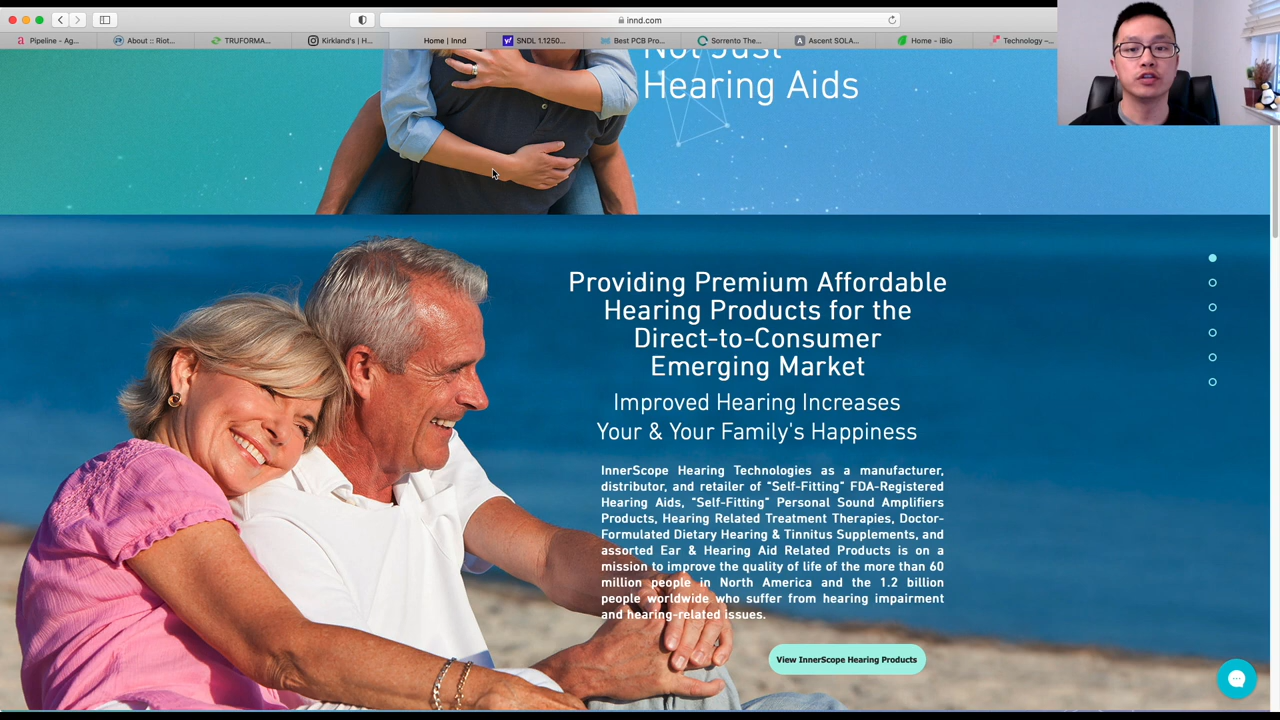 innd.com
Pipeline - Ag...
About :: Riot...
TRUFORMA...
Kirkland's | H...
Home | Innd
SNDL 1.1250...
Best PCB Pro...
Sorrento The...
Ascent SOLA...
Home - iBio
Technology –...
Not Just
Hearing Aids
Providing Premium Affordable
Hearing Products for the
Direct-to-Consumer
Emerging Market
Improved Hearing Increases
Your & Your Family's Happiness
InnerScope Hearing Technologies as a manufacturer,
distributor, and retailer of "Self-Fitting" FDA-Registered
Hearing Aids, "Self-Fitting" Personal Sound Amplifiers
Products, Hearing Related Treatment Therapies, Doctor-
Formulated Dietary Hearing & Tinnitus Supplements, and
assorted Ear & Hearing Aid Related Products is on a
mission to improve the quality of life of the more than 60
million people in North America and the 1.2 billion
people worldwide who suffer from hearing impairment
and hearing-related issues.
View InnerScope Hearing Products